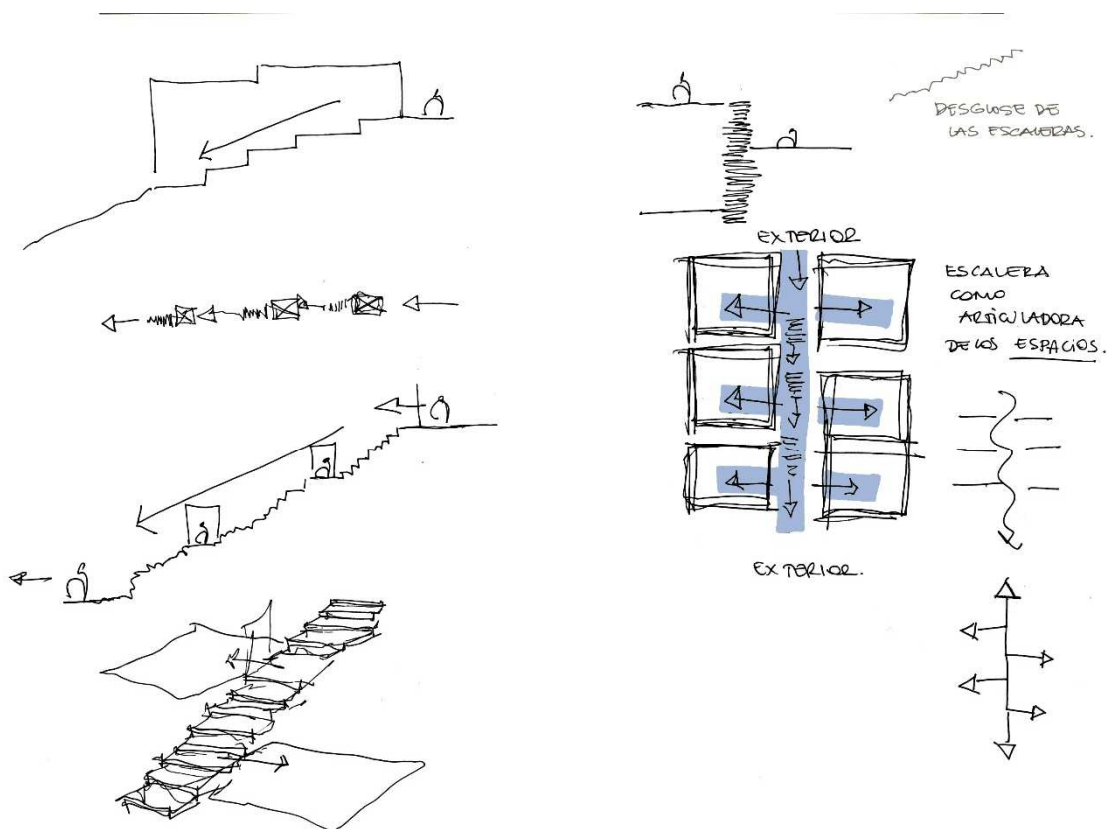 DESGLOSE DE
LAS ESCALERAS.
EXTERIOR
ESCALERA
COMO
ARTICULADORA
DE LOS ESPACIOS.
EXTERIOR.